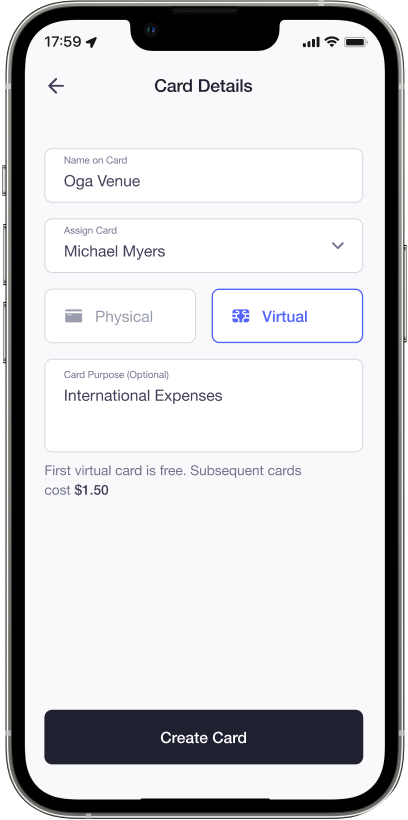 17:59
Card Details
Name on Card
Oga Venue
Assign Card
Michael Myers
Physical
Virtual
Card Purpose (Optional)
International Expenses
First virtual card is free. Subsequent cards
cost $1.50
Create Card